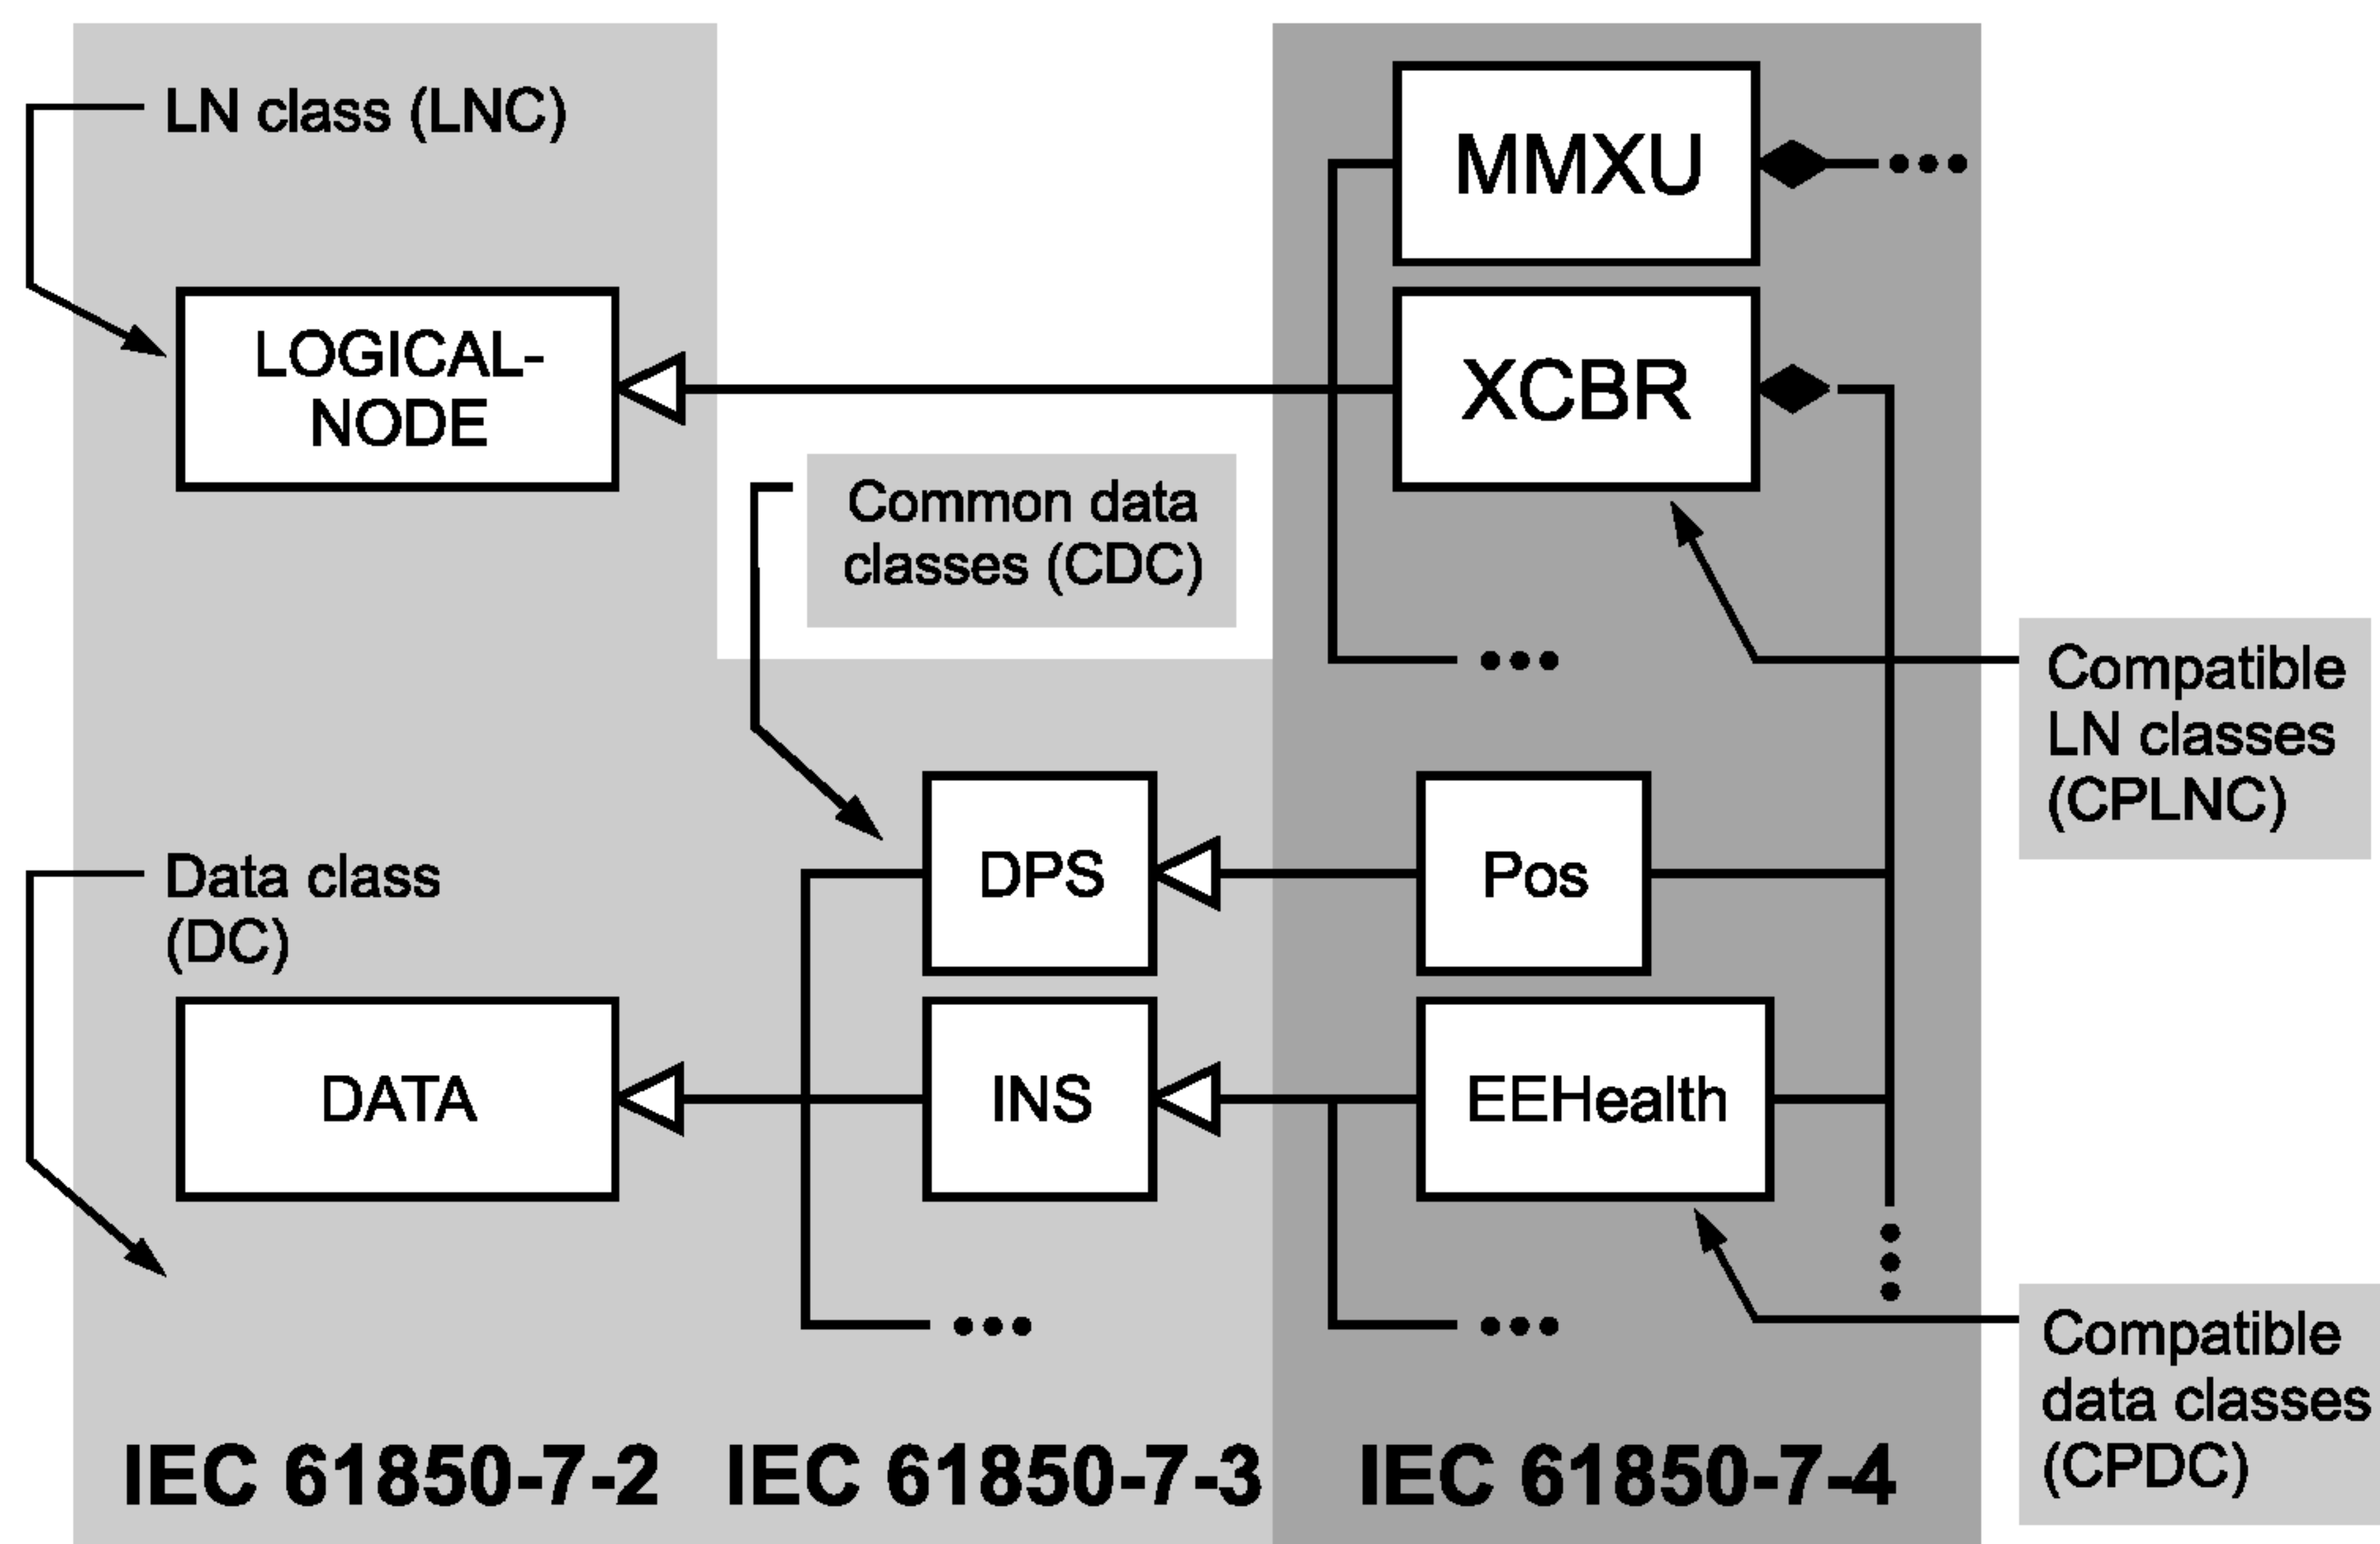 LN class (LNC)
MMXU
LOGICAL-
NODE
XCBR
Common data
classes (CDC)
Compatible
LN classes
(CPLNC)
Data class
(DC)
DPS
Pos
DATA
INS
EEHealth
Compatible
data classes
(CPDC)
IEC 61850-7-2
IEC 61850-7-3
IEC 61850-7-4